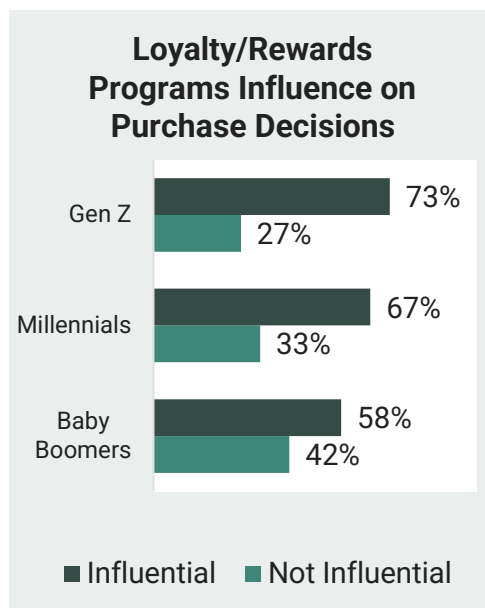 Loyalty/Rewards
Programs Influence on
Purchase Decisions
Gen Z
73%
27%
Millennials
67%
33%
Baby
Boomers
58%
42%
Influential
Not Influential